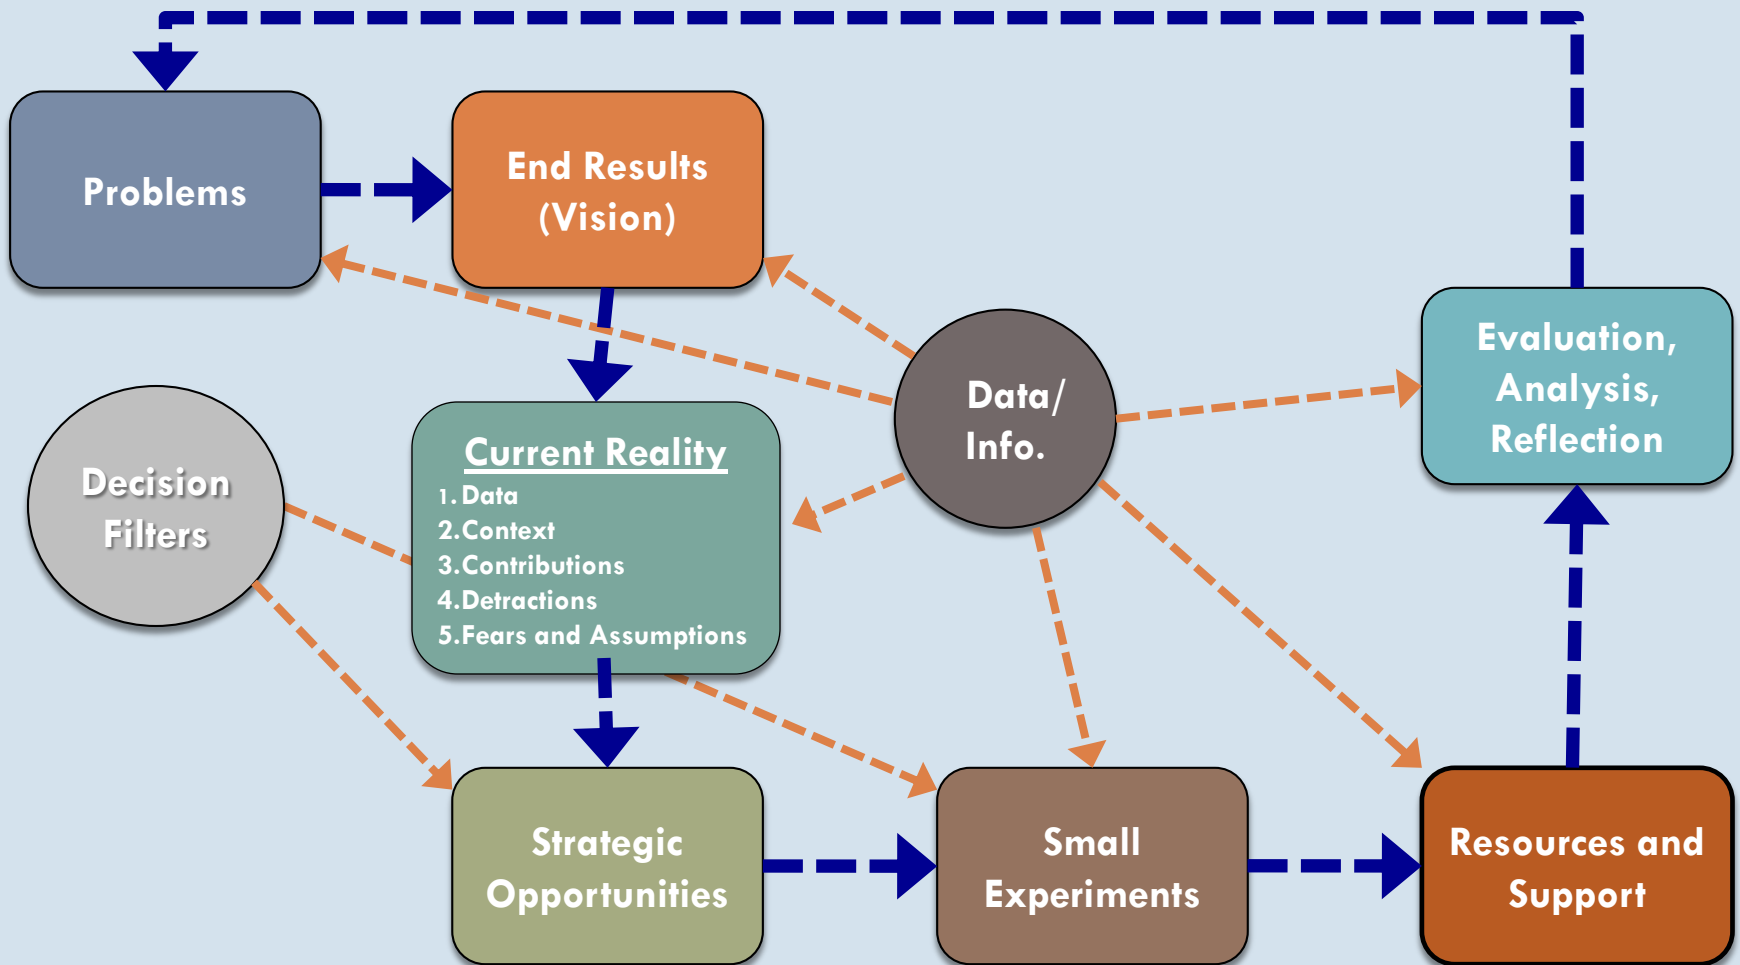 Problems
End Results
(Vision)
Data/
Info.
Evaluation,
Analysis,
Reflection
Decision
Filters
Current Reality
1. Data
2.Context
3.Contributions
4.Detractions
5.Fears and Assumptions
Strategic
Opportunities
Small
Experiments
Resources and
Support